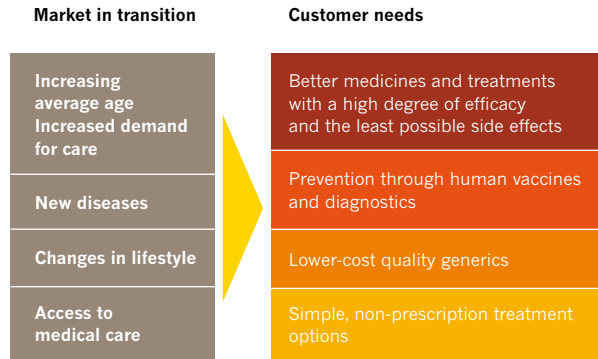 Market in transition
Increasing
average age
Increased demand
for care
New diseases
Changes in lifestyle
Access to
medical care
Customer needs
Better medicines and treatments
with a high degree of efficacy
and the least possible side effects
Prevention through human vaccines
and diagnostics
Lower-cost quality generics
Simple, non-prescription treatment
options